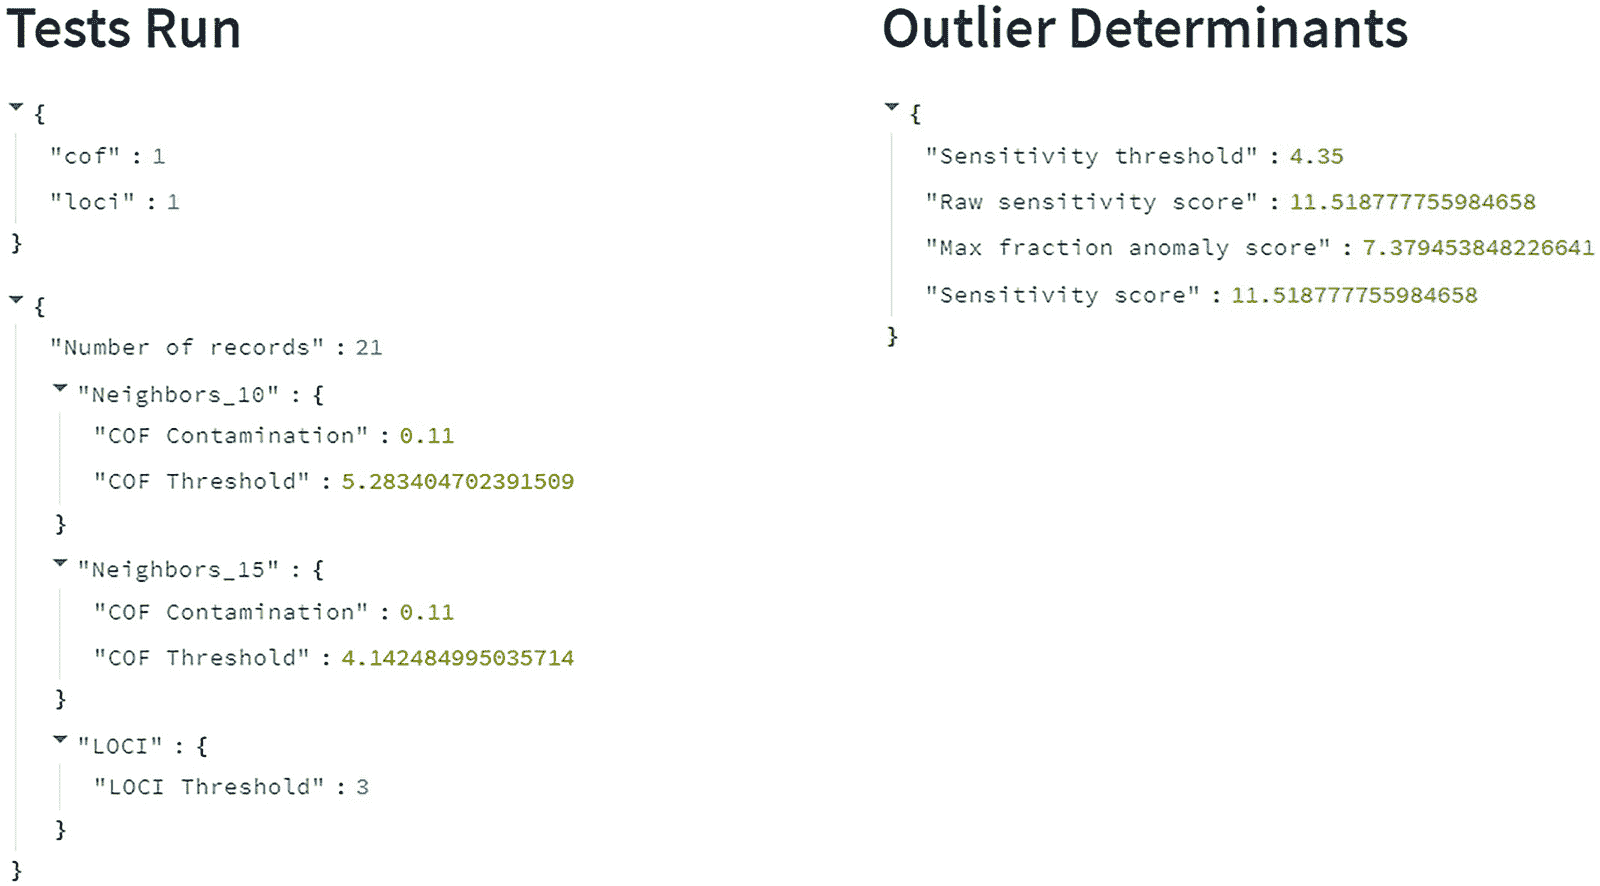 Tests Run
{
"cof" : 1
"loci" : 1
}
{
"Number of records" : 21
"Neighbors_10" : {
"COF Contamination" : 0.11
"COF Threshold" : 5.283404702391509
}
"Neighbors_15" : {
"COF Contamination" : 0.11
"COF Threshold" : 4.142484995035714
}
"LOCI" : {
"LOCI Threshold" : 3
}
}
Outlier Determinants
{
"Sensitivity threshold" : 4.35
"Raw sensitivity score" : 11.518777755984658
"Max fraction anomaly score" : 7.379453848226641
"Sensitivity score" : 11.518777755984658
}